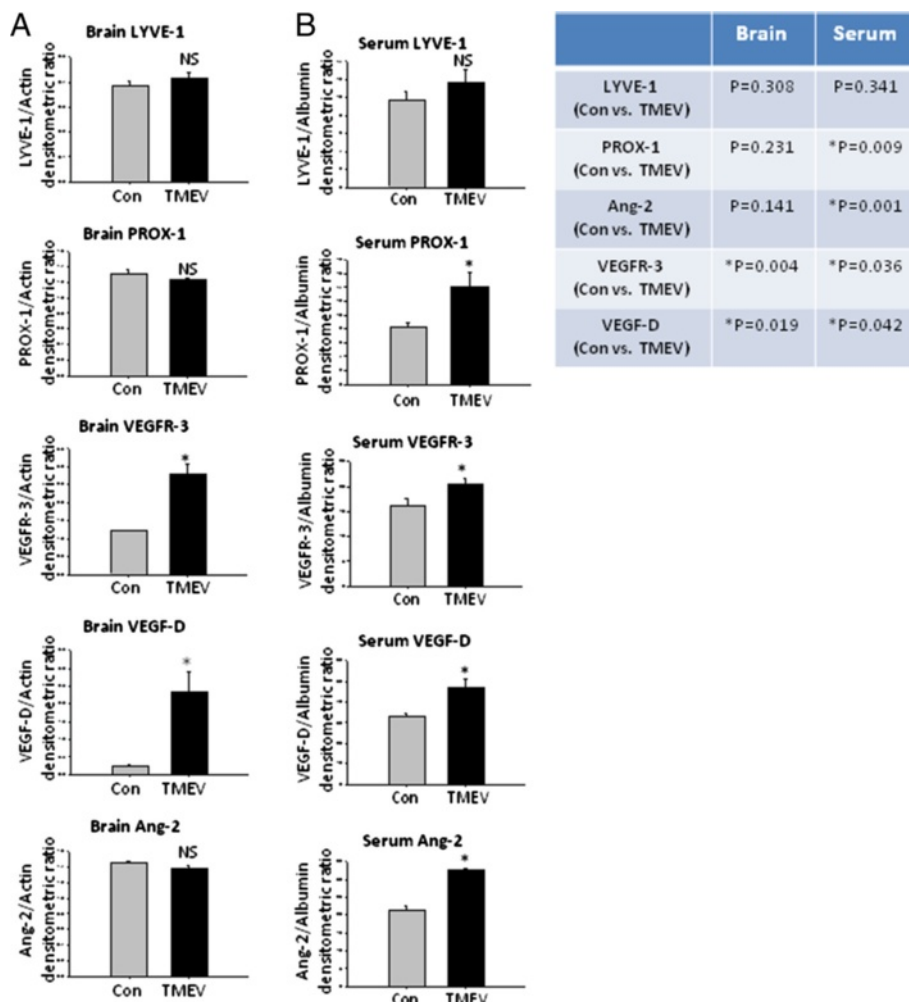 A
Brain LYVE-1
NS
LYVE-1/Actin
densitometric ratio
Con TMEV
Brain PROX-1
NS
PROX-1/Actin
densitometric ratio
Con TMEV
Brain VEGFR-3
*
VEGFR-3/Actin
densitometric ratio
Con TMEV
Brain VEGF-D
*
VEGF-D/Actin
densitometric ratio
Con TMEV
Brain Ang-2
NS
Ang-2/Actin
densitometric ratio
Con TMEV
B
Serum LYVE-1
NS
LYVE-1/Albumin
densitometric ratio
Con TMEV
Serum PROX-1
*
PROX-1/Albumin
densitometric ratio
Con TMEV
Serum VEGFR-3
*
VEGFR-3/Albumin
densitometric ratio
Con TMEV
Serum VEGF-D
*
VEGF-D/Albumin
densitometric ratio
Con TMEV
Serum Ang-2
*
Ang-2/Albumin
densitometric ratio
Con TMEV
Brain Serum
LYVE-1 P=0.308 P=0.341
(Con vs. TMEV)
PROX-1 P=0.231 *P=0.009
(Con vs. TMEV)
Ang-2 P=0.141 *P=0.001
(Con vs. TMEV)
VEGFR-3 *P=0.004 *P=0.036
(Con vs. TMEV)
VEGF-D *P=0.019 *P=0.042
(Con vs. TMEV)